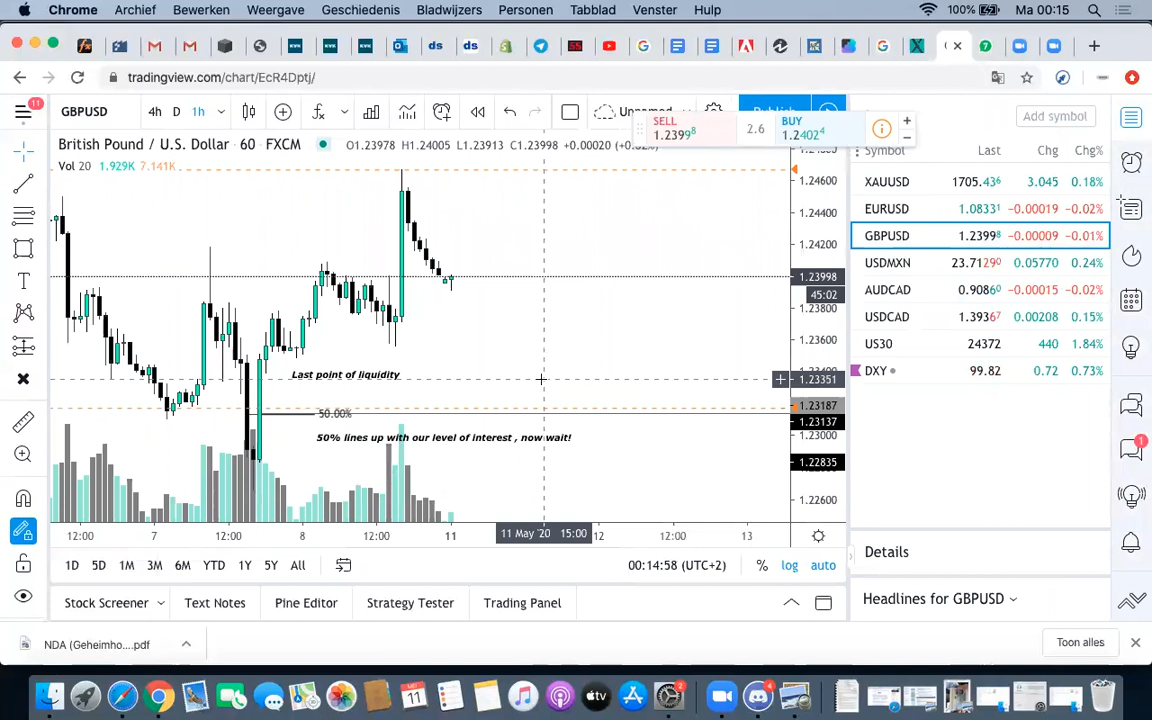 Chrome Archief Bewerken Weergave Geschiedenis Bladwijzers Personen Tabblad Venster Help 100% Ma 00:15
tradingview.com/chart/EcR4Dptj/
11 GBPUSD 4h D 1h Unnamed Publish
SELL 1.23998 2.6 BUY 1.24024
Add symbol
British Pound / U.S. Dollar · 60 · FXCM O1.23978 H1.24005 L1.23913 C1.23998 +0.00020 (+0.02%)
Vol 20 1.929K 7.141K
Symbol Last Chg Chg%
XAUUSD 1705.436 3.045 0.18%
EURUSD 1.08331 −0.00019 −0.02%
GBPUSD 1.23998 −0.00009 −0.01%
USDMXN 23.71290 0.05770 0.24%
AUDCAD 0.90860 −0.00015 −0.02%
USDCAD 1.39367 0.00208 0.15%
US30 24372 440 1.84%
DXY 99.82 0.72 0.73%
1.24600
1.24400
1.24200
1.23998
45:02
1.23800
1.23600
1.23351
1.23187
1.23137
1.23000
1.22835
1.22600
Last point of liquidity
50.00%
50% lines up with our level of interest , now wait!
12:00 7 12:00 8 12:00 11 11 May '20 15:00 12 12:00 13
1D 5D 1M 3M 6M YTD 1Y 5Y All 00:14:58 (UTC+2) % log auto
Details
Stock Screener Text Notes Pine Editor Strategy Tester Trading Panel
Headlines for GBPUSD
NDA (Geheimho....pdf
Toon alles